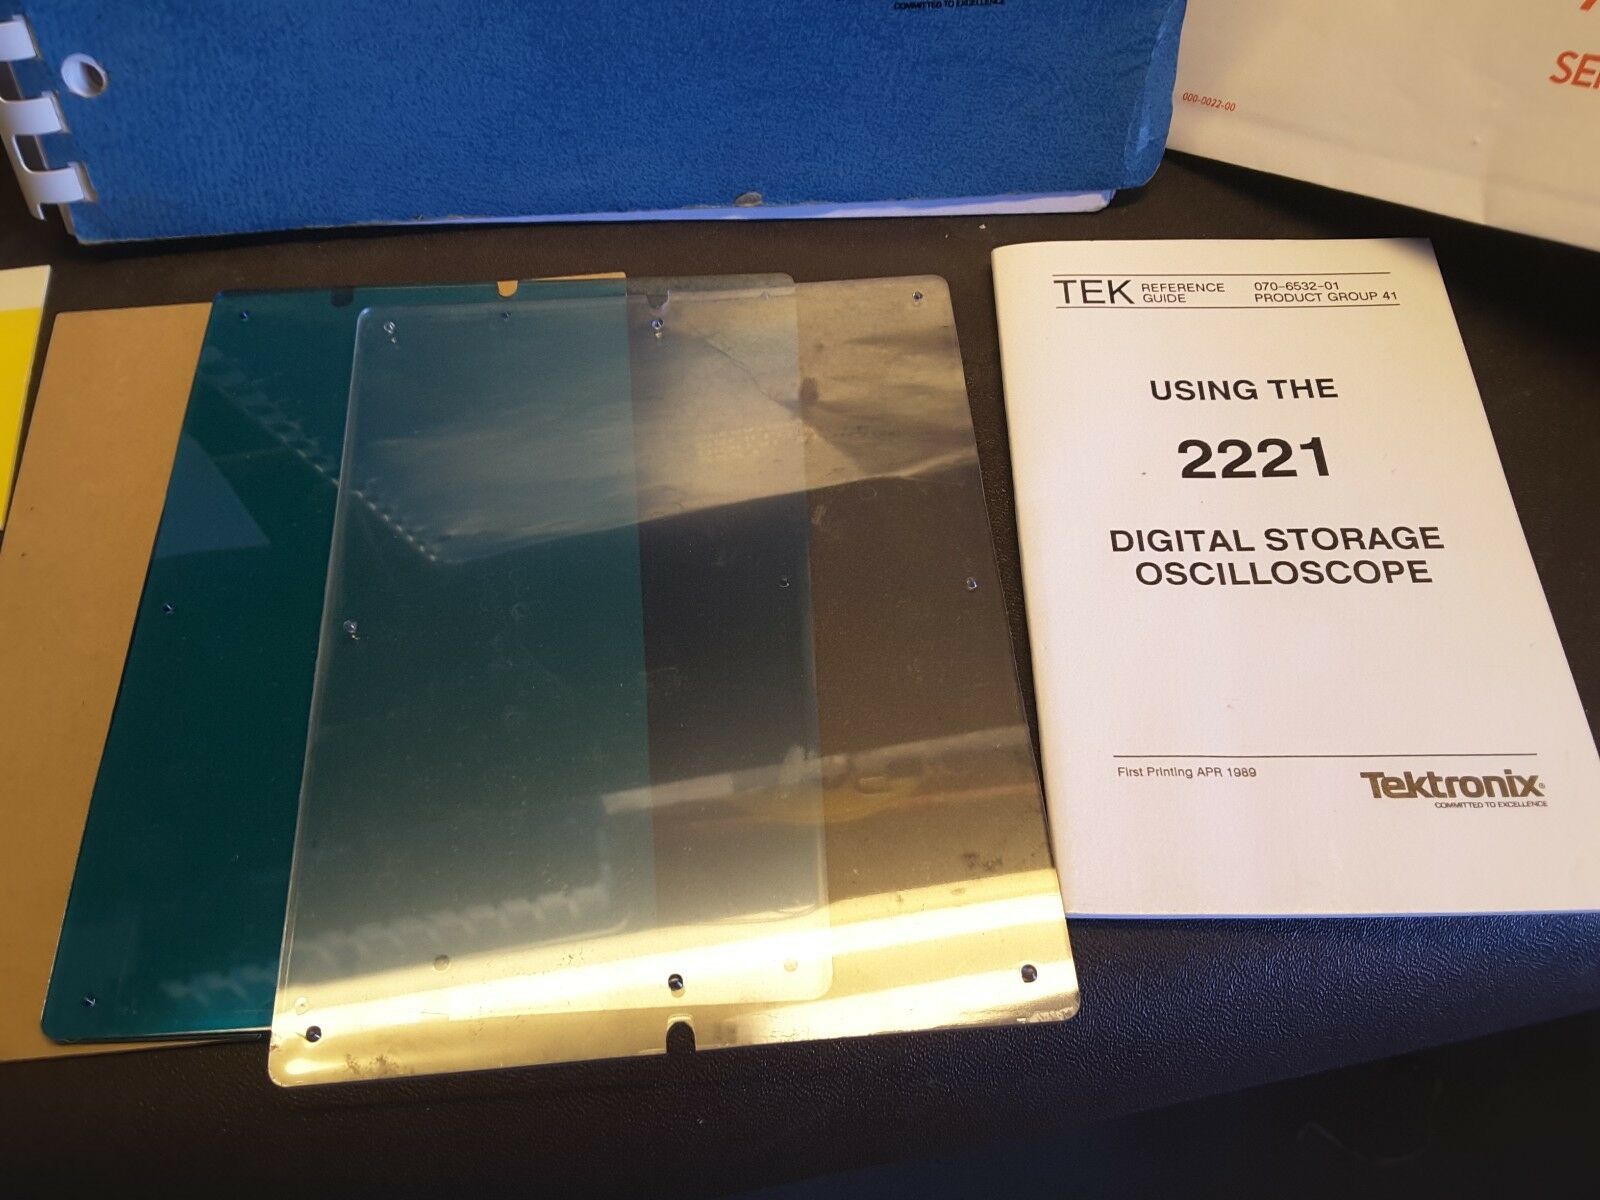 COMMITTED TO EXCELLENCE
000-0022-00
TEK REFERENCE GUIDE
070-6532-01
PRODUCT GROUP 41
USING THE
2221
DIGITAL STORAGE
OSCILLOSCOPE
First Printing APR 1989
Tektronix®
COMMITTED TO EXCELLENCE